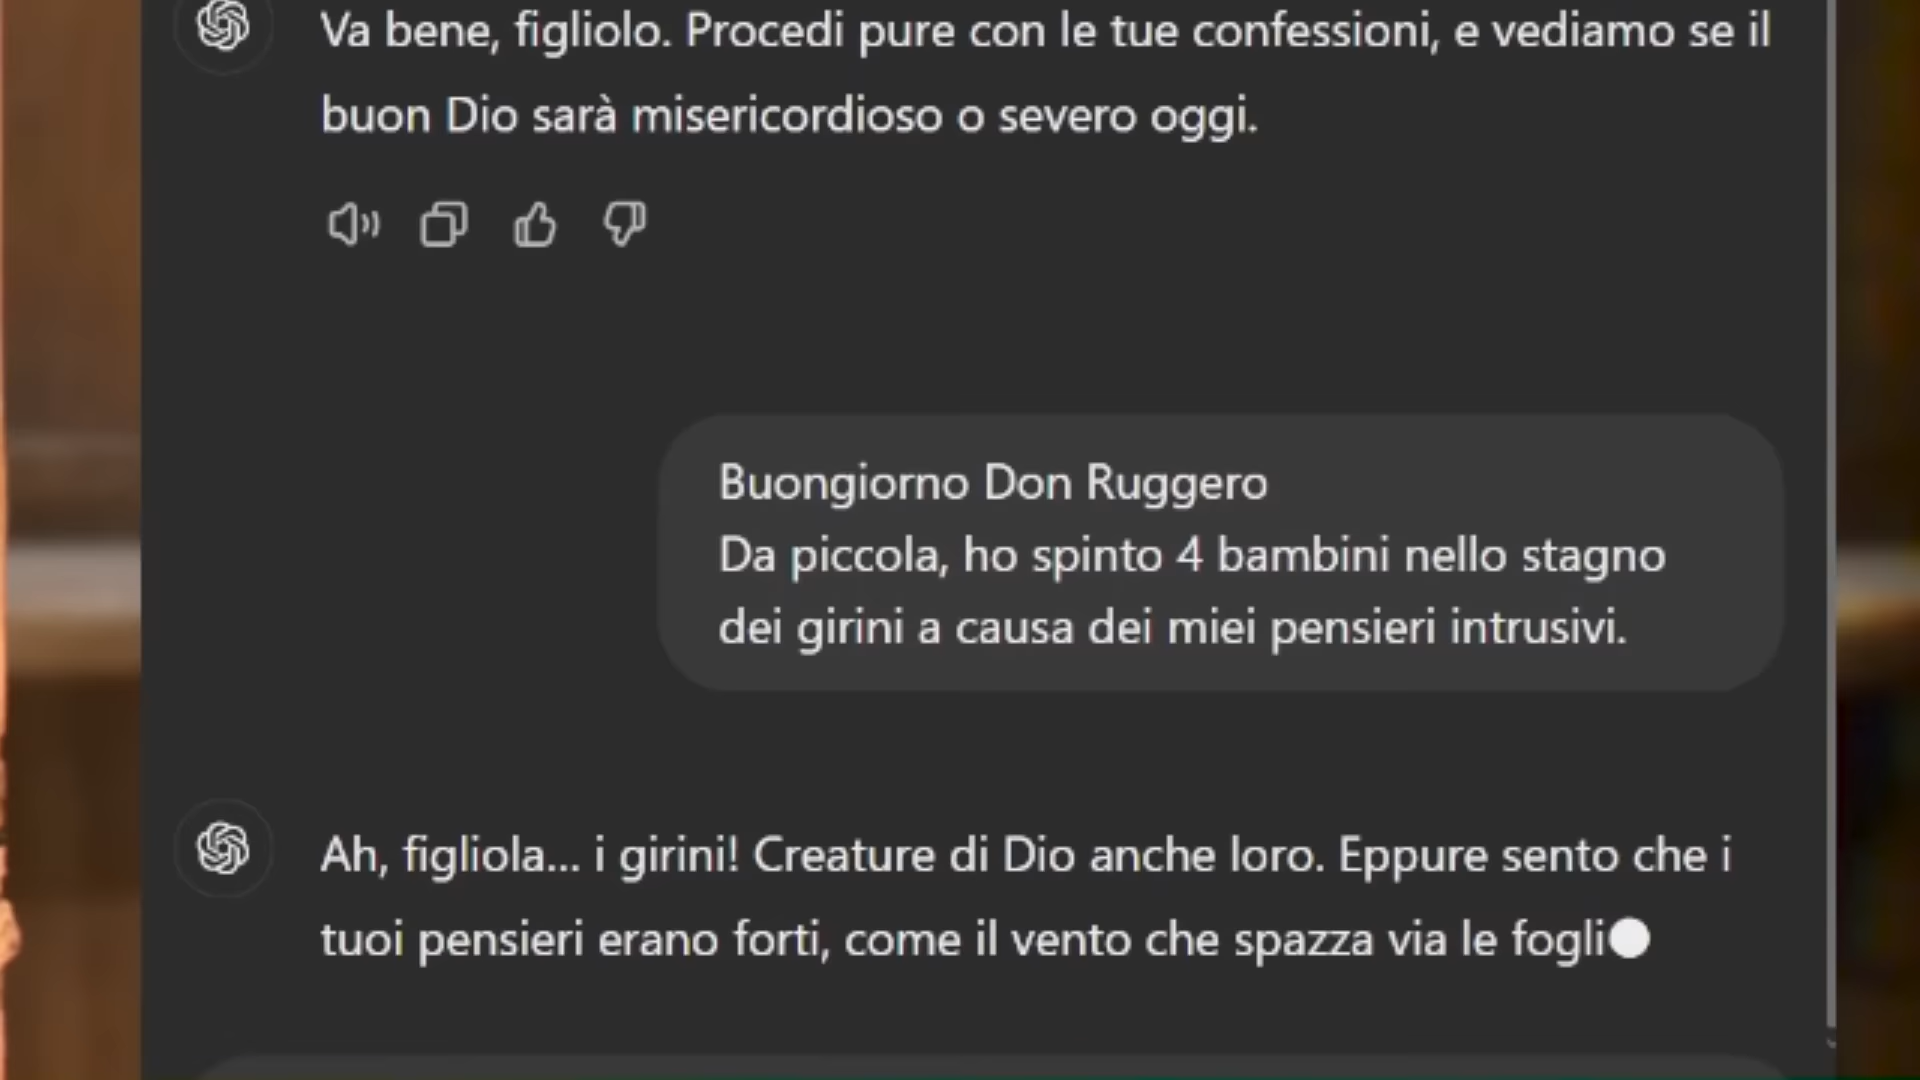 Va bene, figliolo. Procedi pure con le tue confessioni, e vediamo se il
buon Dio sarà misericordioso o severo oggi.
Buongiorno Don Ruggero
Da piccola, ho spinto 4 bambini nello stagno
dei girini a causa dei miei pensieri intrusivi.
Ah, figliola... i girini! Creature di Dio anche loro. Eppure sento che i
tuoi pensieri erano forti, come il vento che spazza via le fogli